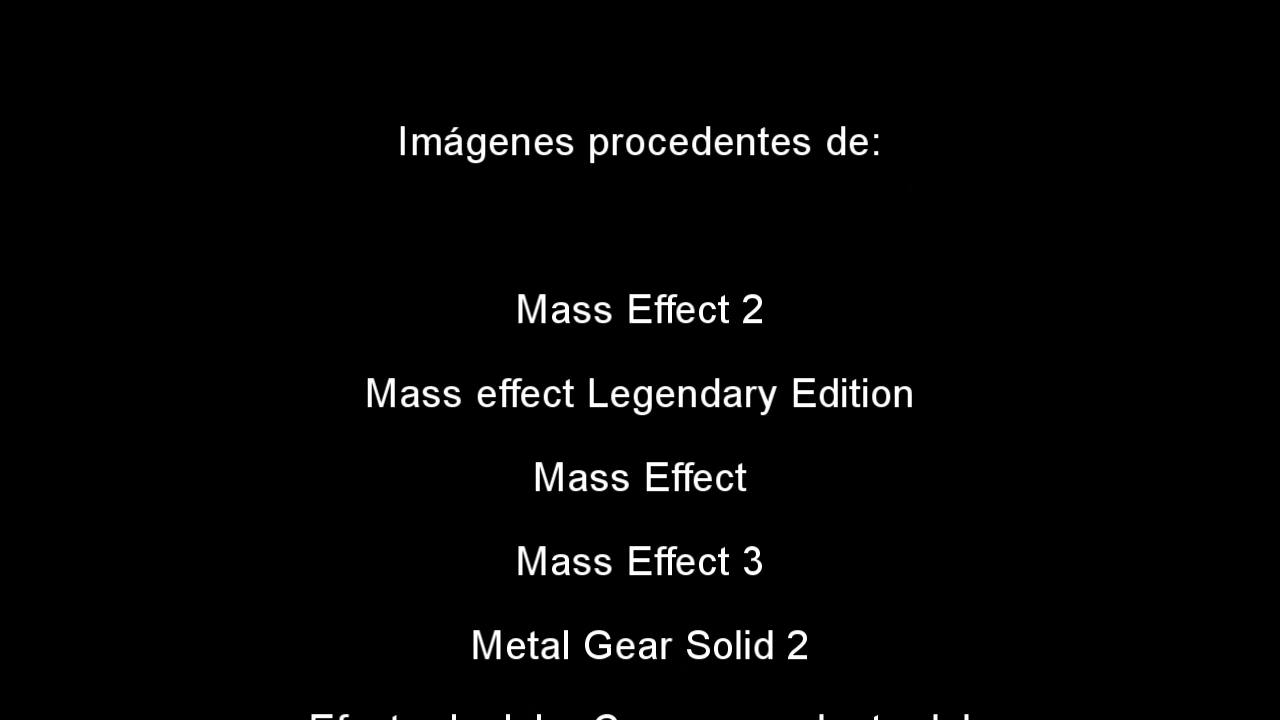 Imágenes procedentes de:
Mass Effect 2
Mass effect Legendary Edition
Mass Effect
Mass Effect 3
Metal Gear Solid 2